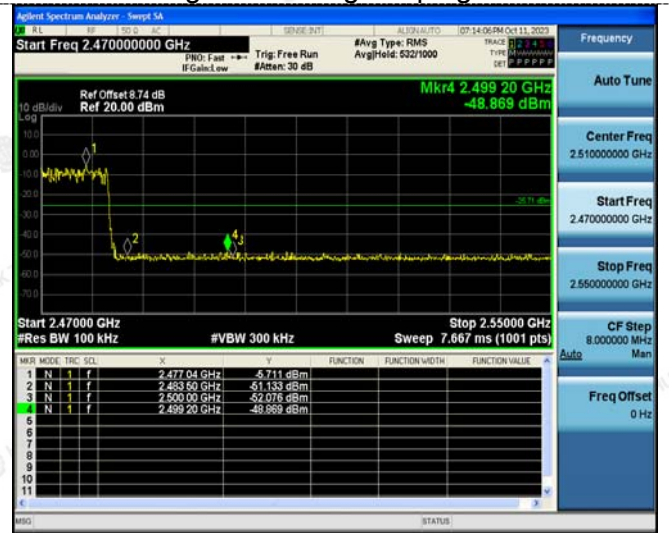 Agilent Spectrum Analyzer - Swept SA
RL RF 50 Ω AC SENSE:INT ALIGNAUTO 07:14:06 PM Oct 11, 2023
Start Freq 2.470000000 GHz
PNO: Fast
IFGain:Low
Trig: Free Run
#Atten: 30 dB
#Avg Type: RMS
Avg|Hold: 532/1000
TRACE 1 2 3 4 5 6
TYPE M
DET P P P P P P
Mkr4 2.499 20 GHz
-48.869 dBm
Ref Offset 8.74 dB
10 dB/div Ref 20.00 dBm
Log
10.0
0.00
-10.0
-20.0
-30.0
-40.0
-50.0
-60.0
-70.0
-25.71 dBm
1
2
4 3
Start 2.47000 GHz Stop 2.55000 GHz
#Res BW 100 kHz #VBW 300 kHz Sweep 7.667 ms (1001 pts)
MKR MODE TRC SCL X Y FUNCTION FUNCTION WIDTH FUNCTION VALUE
1 N 1 f 2.477 04 GHz -5.711 dBm
2 N 1 f 2.483 50 GHz -51.133 dBm
3 N 1 f 2.500 00 GHz -52.076 dBm
4 N 1 f 2.499 20 GHz -48.869 dBm
5
6
7
8
9
10
11
MSG STATUS
Frequency
Auto Tune
Center Freq
2.510000000 GHz
Start Freq
2.470000000 GHz
Stop Freq
2.550000000 GHz
CF Step
8.000000 MHz
Auto Man
Freq Offset
0 Hz